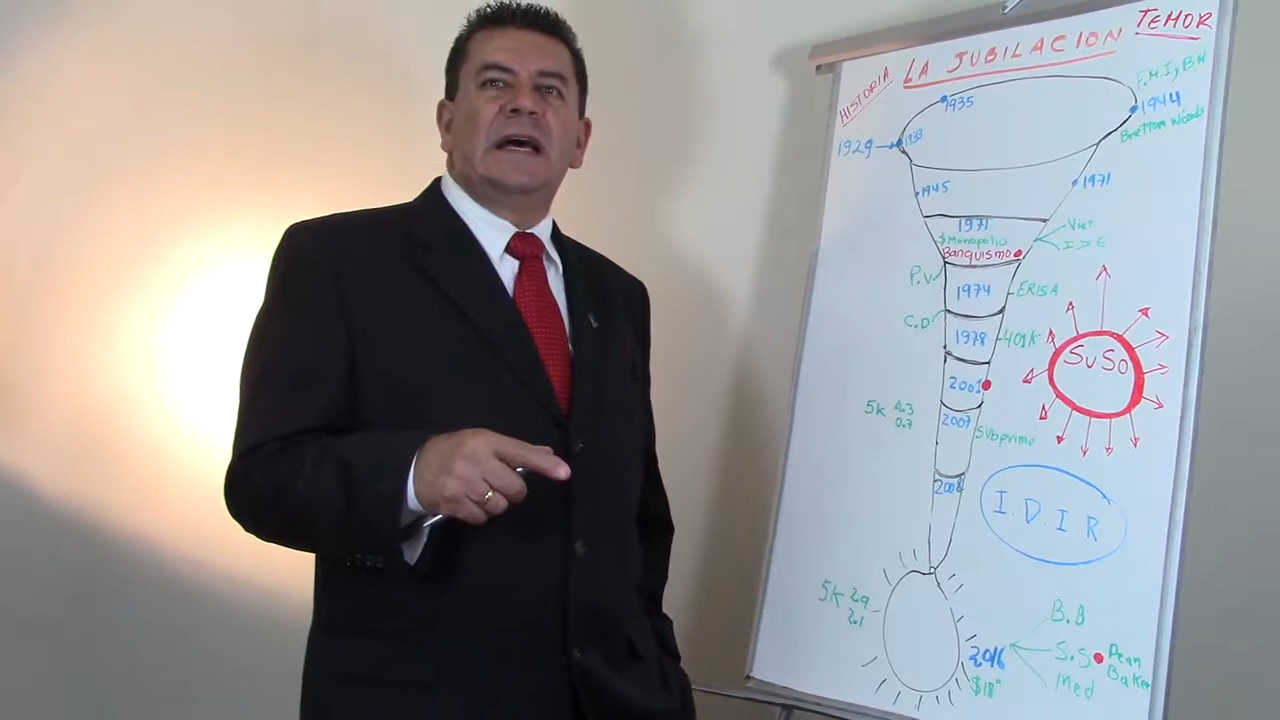 TEMOR
LA JUBILACION
HISTORIA
F.M.I, BM
1935
1944
Bretton Woods
1929
1933
1945
1971
1971
$Monopolio
Banquismo
P.V
1974
ERISA
C.D
1978
401K
SuSo
2001
5k 4.3
0.7
2007
Subprime
2008
I.D.I.R
5k 2.9
2.1
B.B
2016
S.S
Dean
Baker
$18
Med